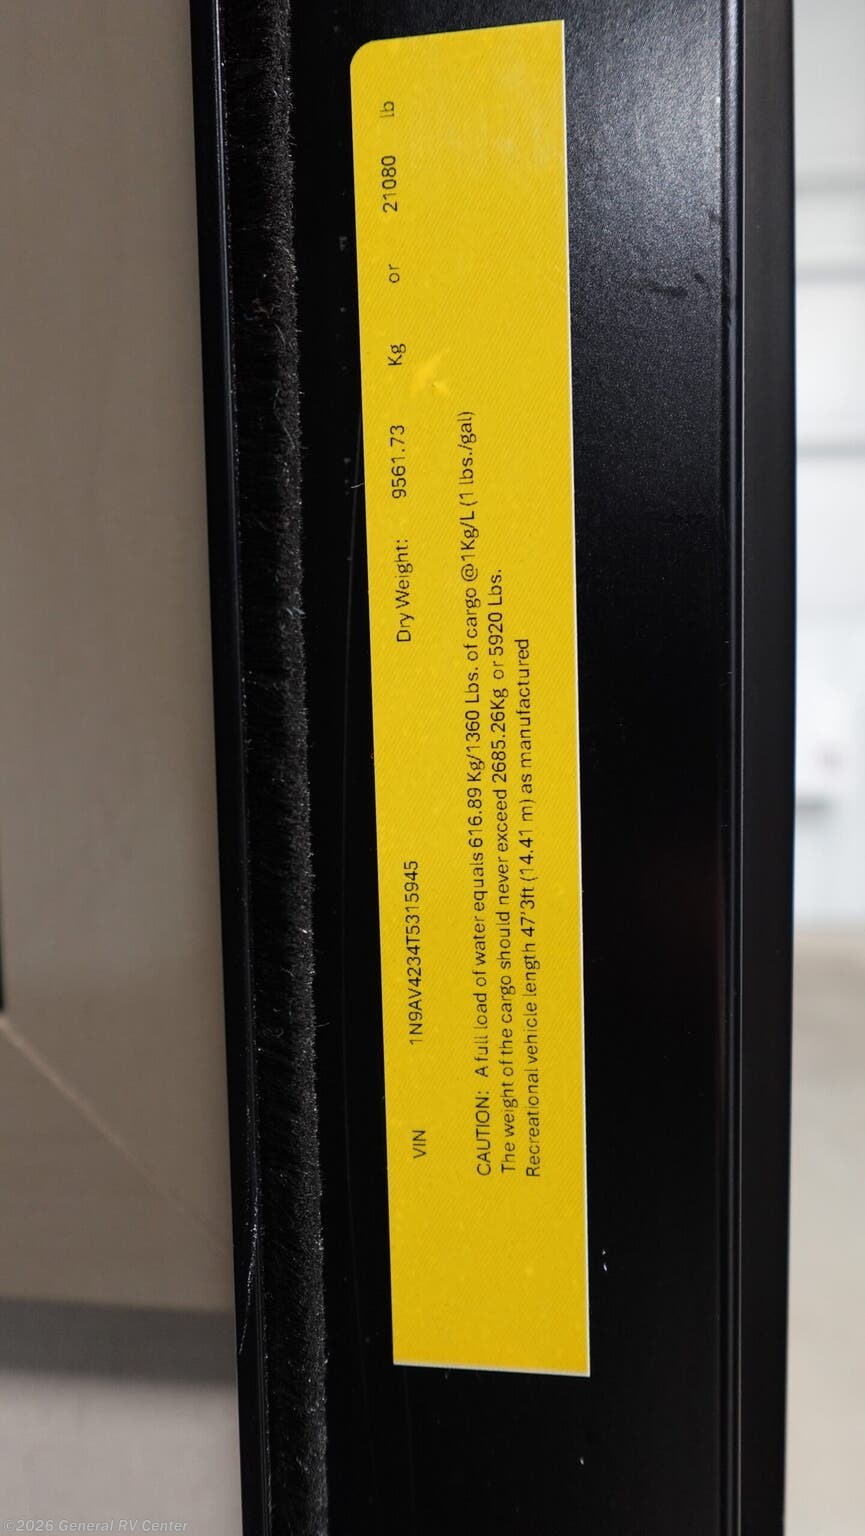 VIN 1N9AV4234T5315945 Dry Weight: 9561.73 Kg or 21080 lb
CAUTION: A full load of water equals 616.89 Kg/1360 Lbs. of cargo @1Kg/L (1 lbs./gal)
The weight of the cargo should never exceed 2685.26Kg or 5920 Lbs.
Recreational vehicle length 47'3ft (14.41 m) as manufactured
©2026 General RV Center